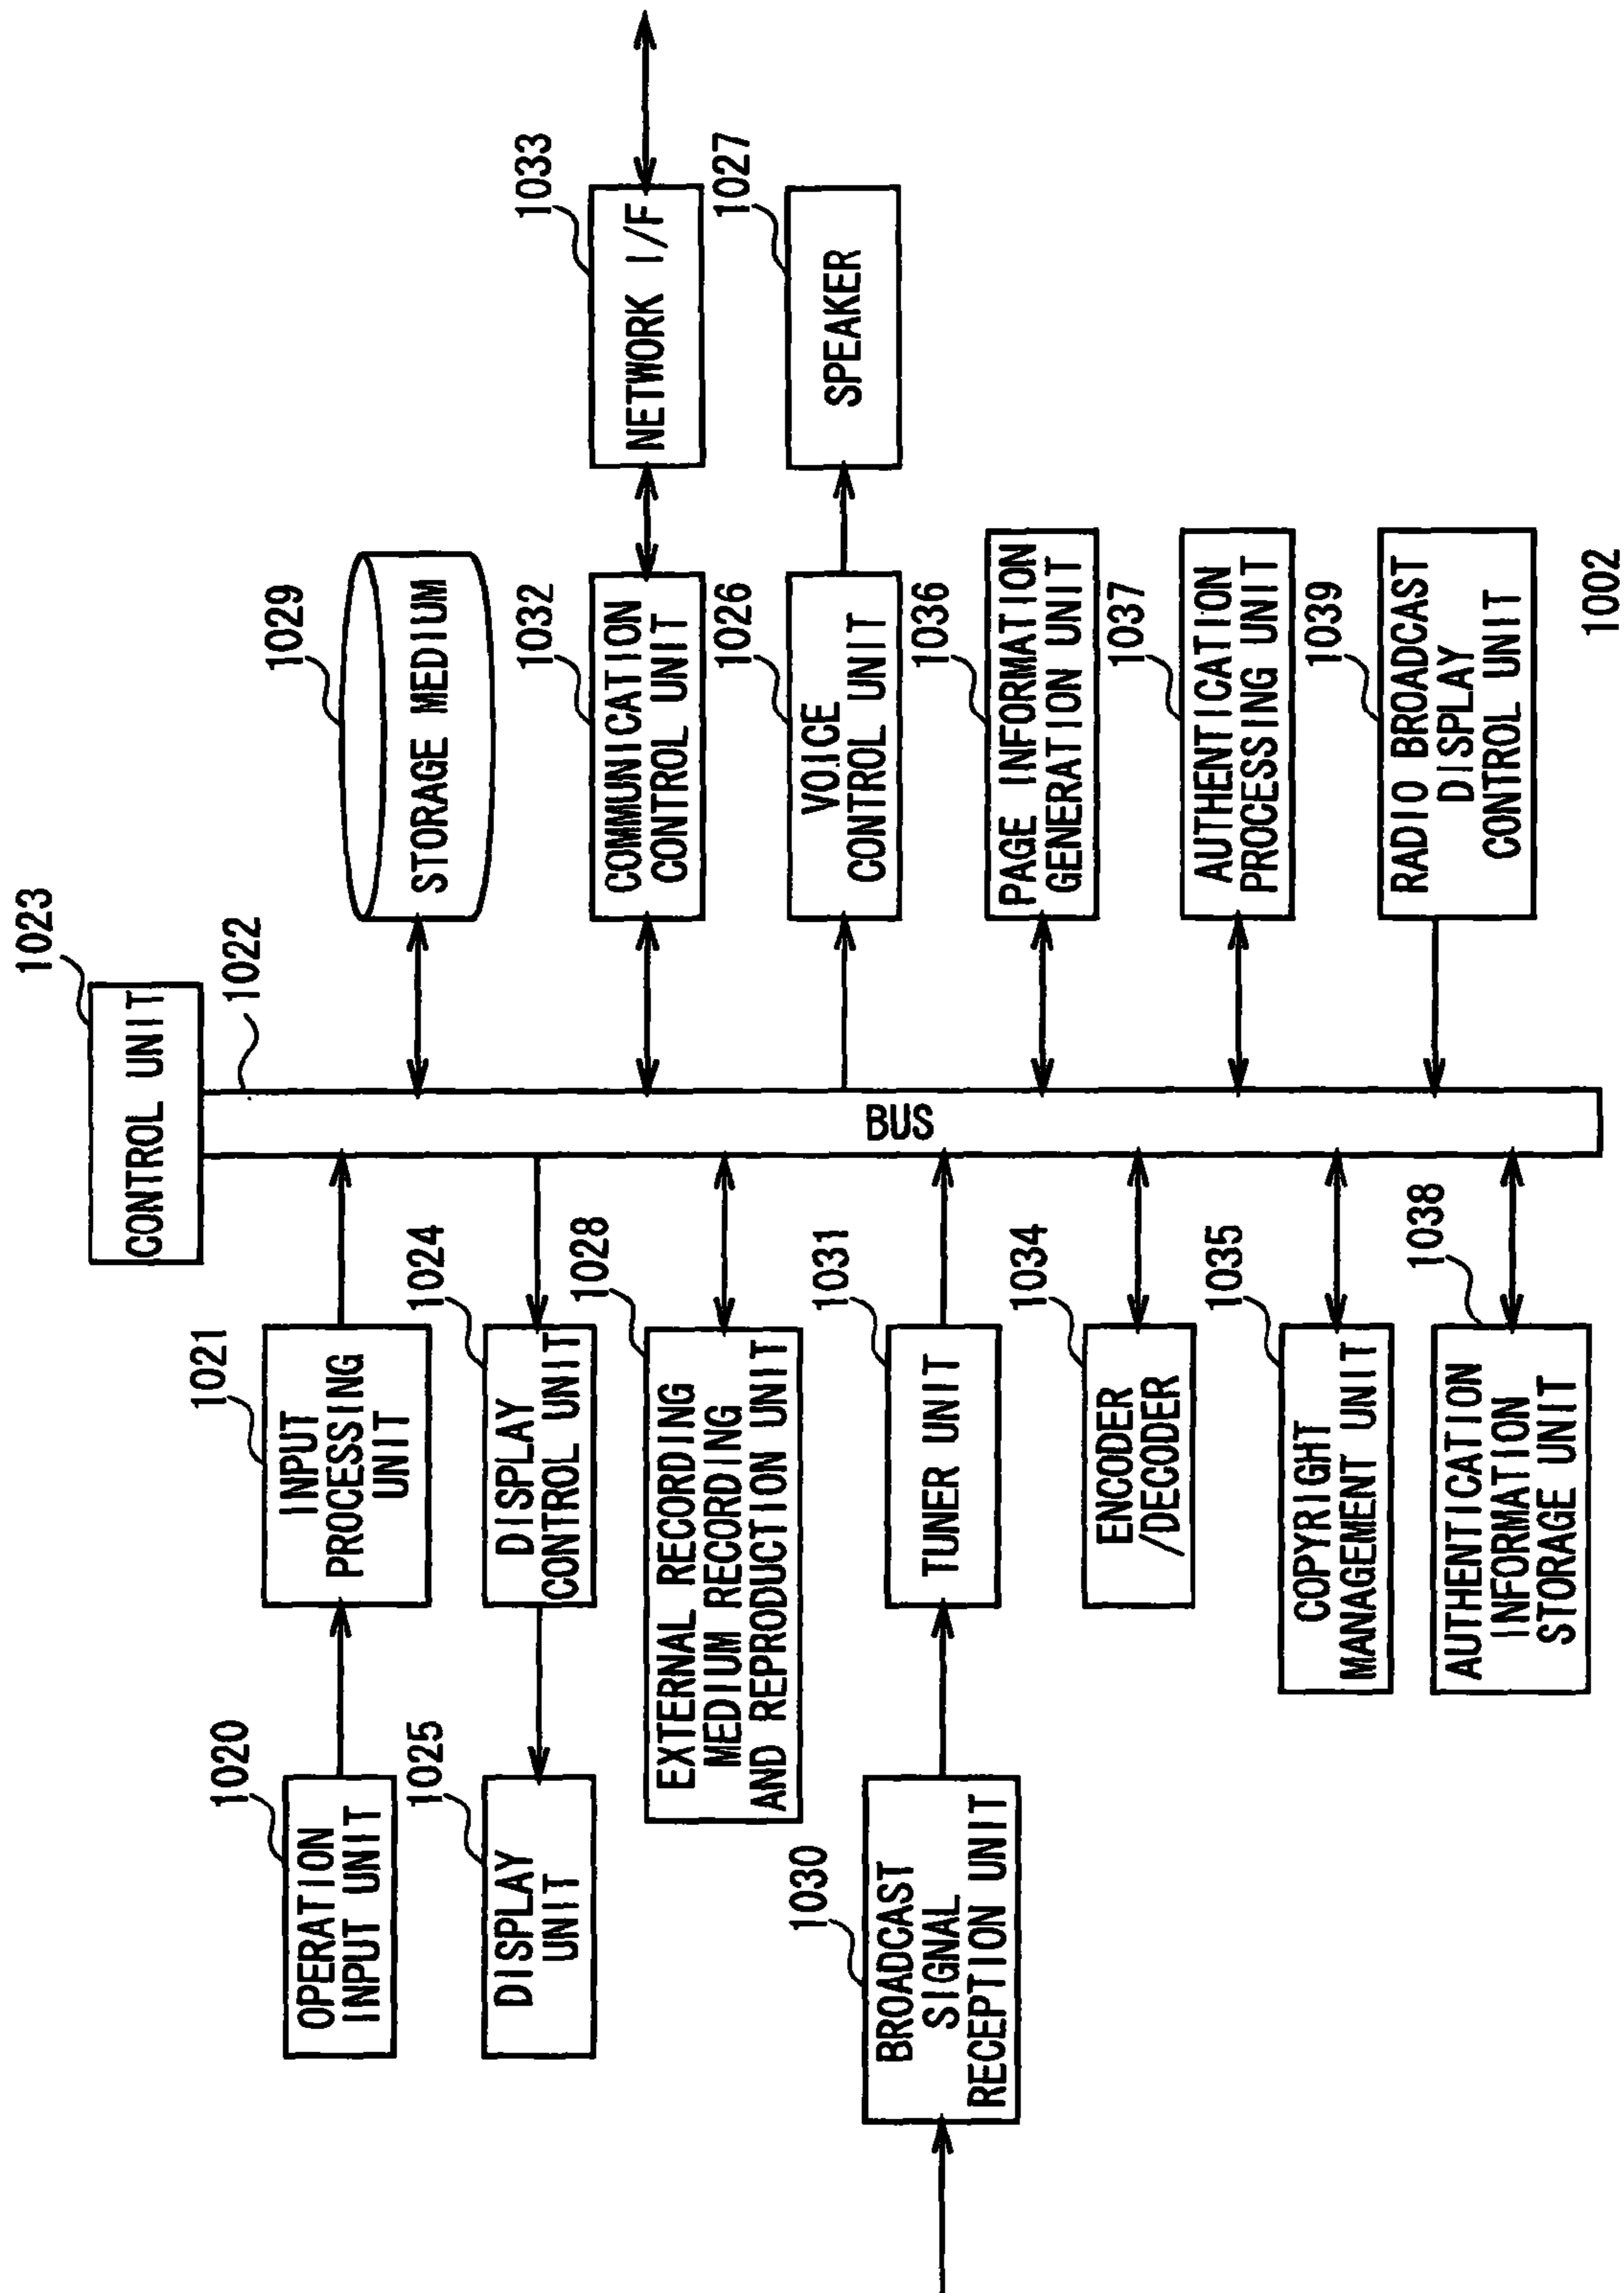 1023
CONTROL UNIT
1022
BUS
1020
OPERATION
INPUT UNIT
1021
INPUT
PROCESSING
UNIT
1025
DISPLAY
UNIT
1024
DISPLAY
CONTROL UNIT
1028
EXTERNAL RECORDING
MEDIUM RECORDING
AND REPRODUCTION UNIT
1030
BROADCAST
SIGNAL
RECEPTION UNIT
1031
TUNER UNIT
1034
ENCODER
/DECODER
1035
COPYRIGHT
MANAGEMENT UNIT
1038
AUTHENTICATION
INFORMATION
STORAGE UNIT
1029
STORAGE MEDIUM
1032
COMMUNICATION
CONTROL UNIT
1033
NETWORK I/F
1026
VOICE
CONTROL UNIT
1027
SPEAKER
1036
PAGE INFORMATION
GENERATION UNIT
1037
AUTHENTICATION
PROCESSING UNIT
1039
RADIO BROADCAST
DISPLAY
CONTROL UNIT
1002